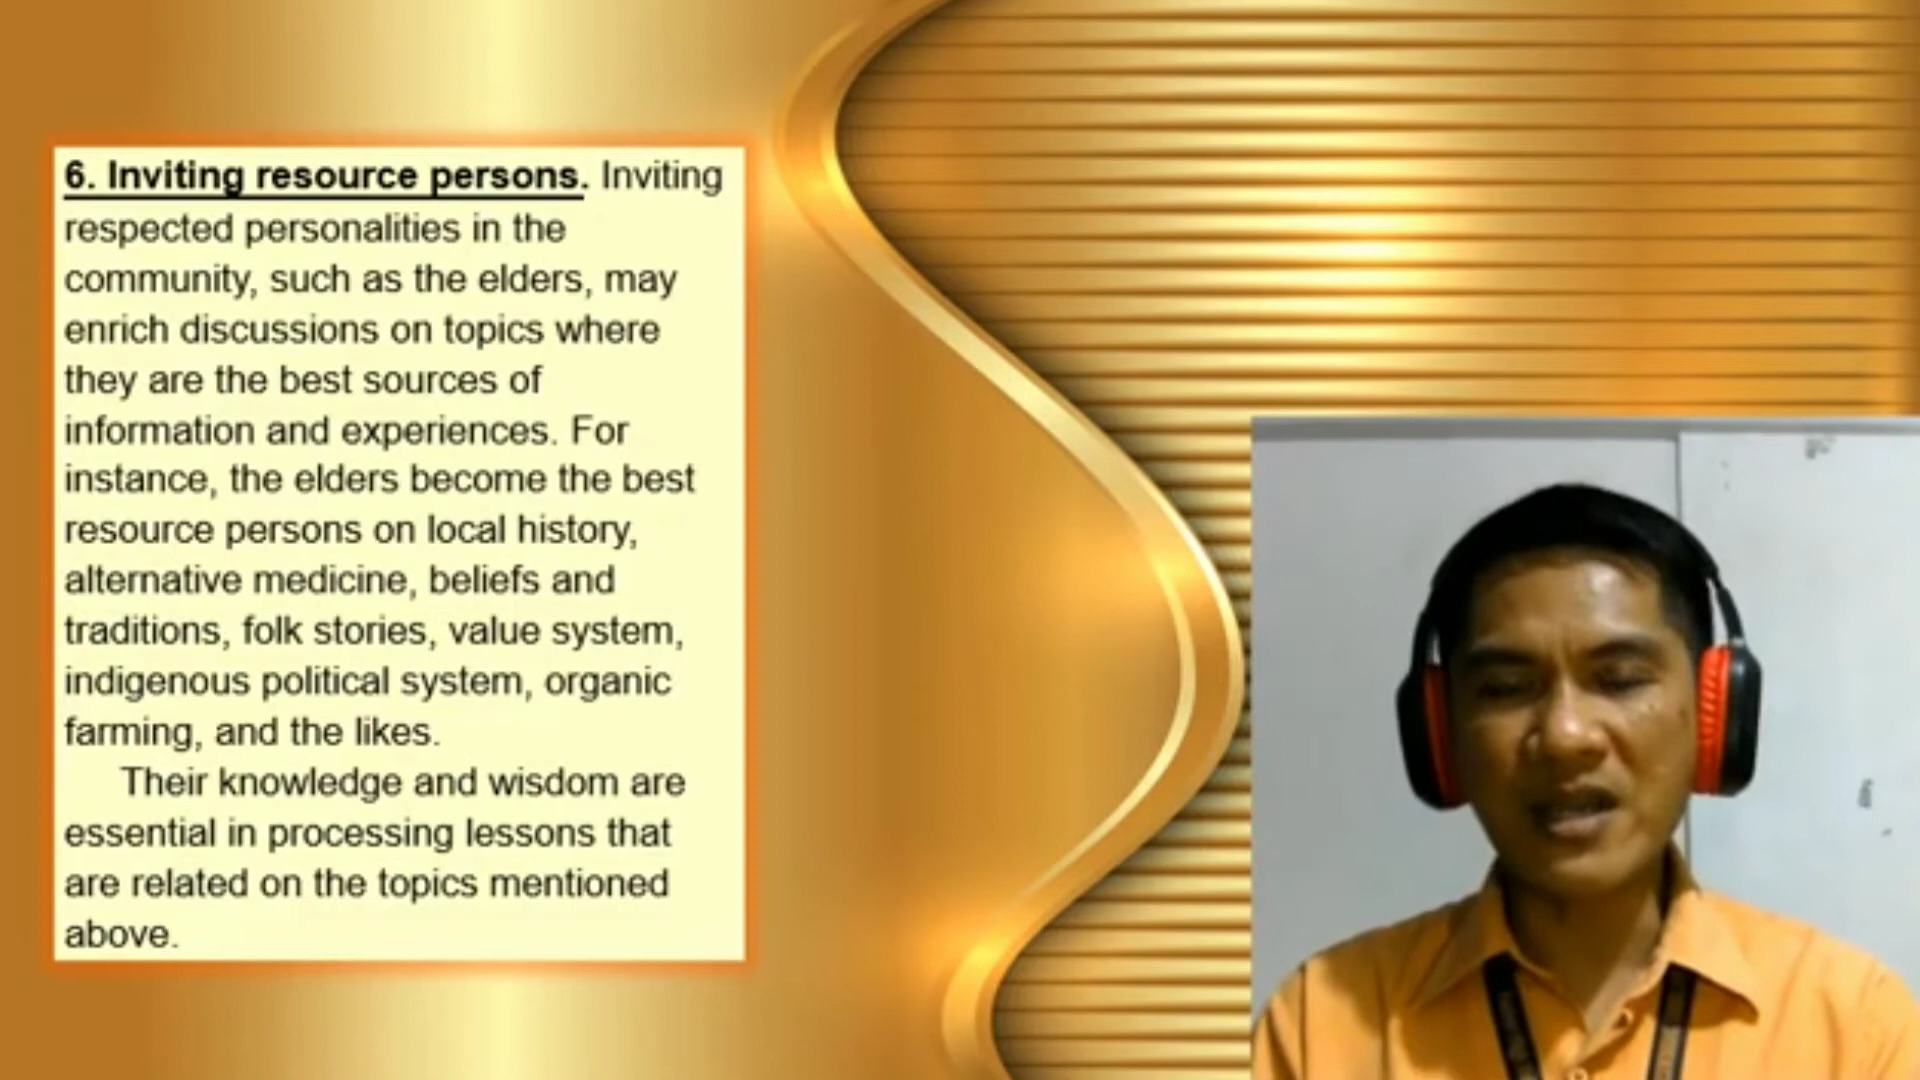 6. Inviting resource persons. Inviting
respected personalities in the
community, such as the elders, may
enrich discussions on topics where
they are the best sources of
information and experiences. For
instance, the elders become the best
resource persons on local history,
alternative medicine, beliefs and
traditions, folk stories, value system,
indigenous political system, organic
farming, and the likes.
Their knowledge and wisdom are
essential in processing lessons that
are related on the topics mentioned
above.